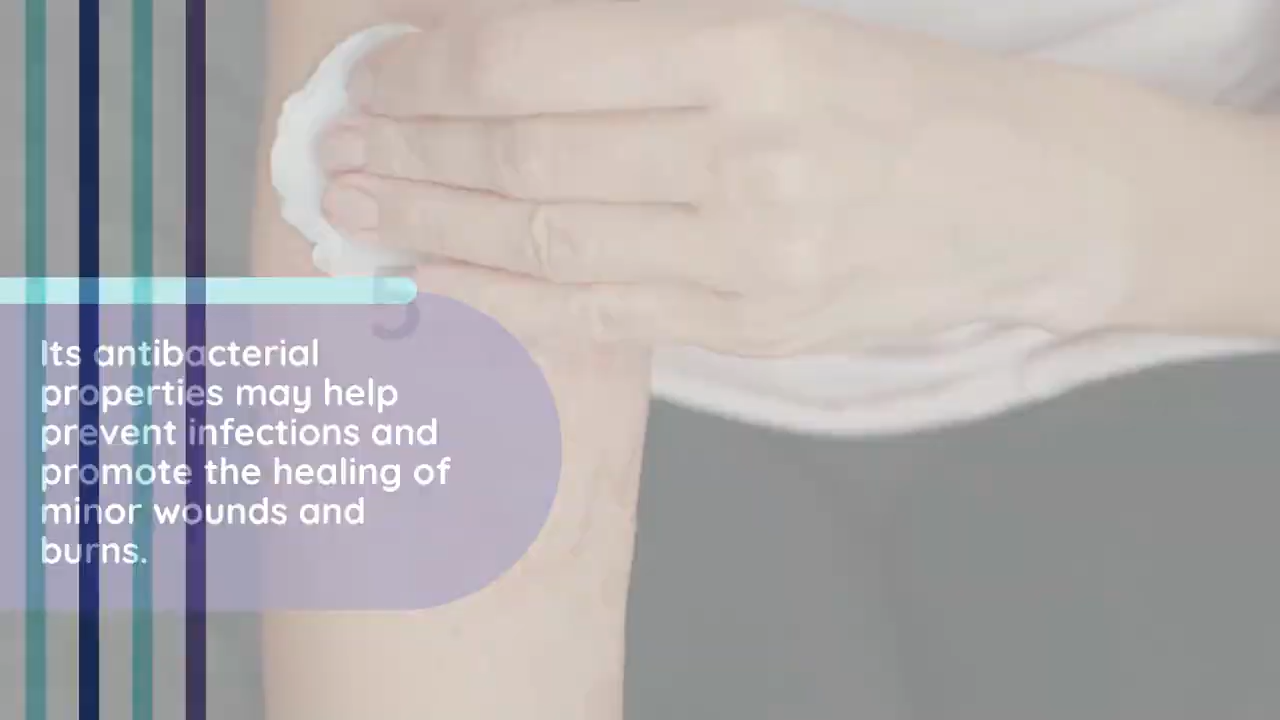 Its antibacterial
properties may help
prevent infections and
promote the healing of
minor wounds and
burns.